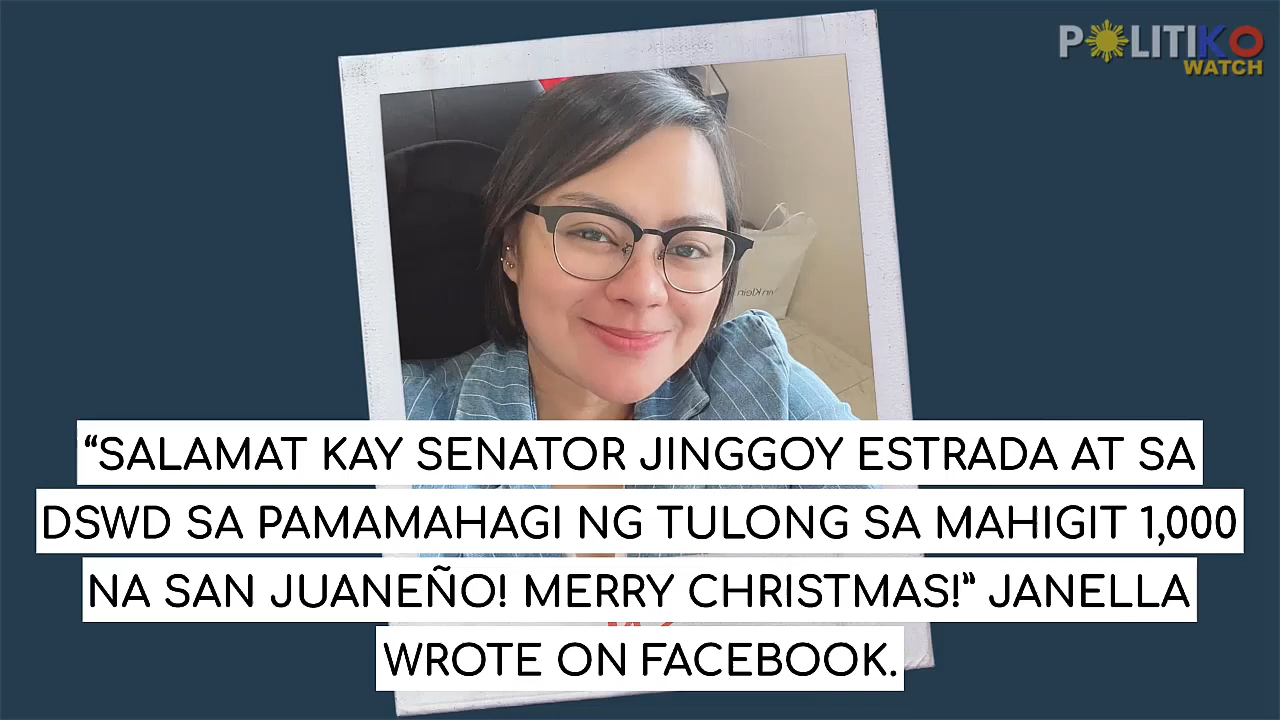 POLITIKO
WATCH
“SALAMAT KAY SENATOR JINGGOY ESTRADA AT SA
DSWD SA PAMAMAHAGI NG TULONG SA MAHIGIT 1,000
NA SAN JUANEÑO! MERRY CHRISTMAS!” JANELLA
WROTE ON FACEBOOK.